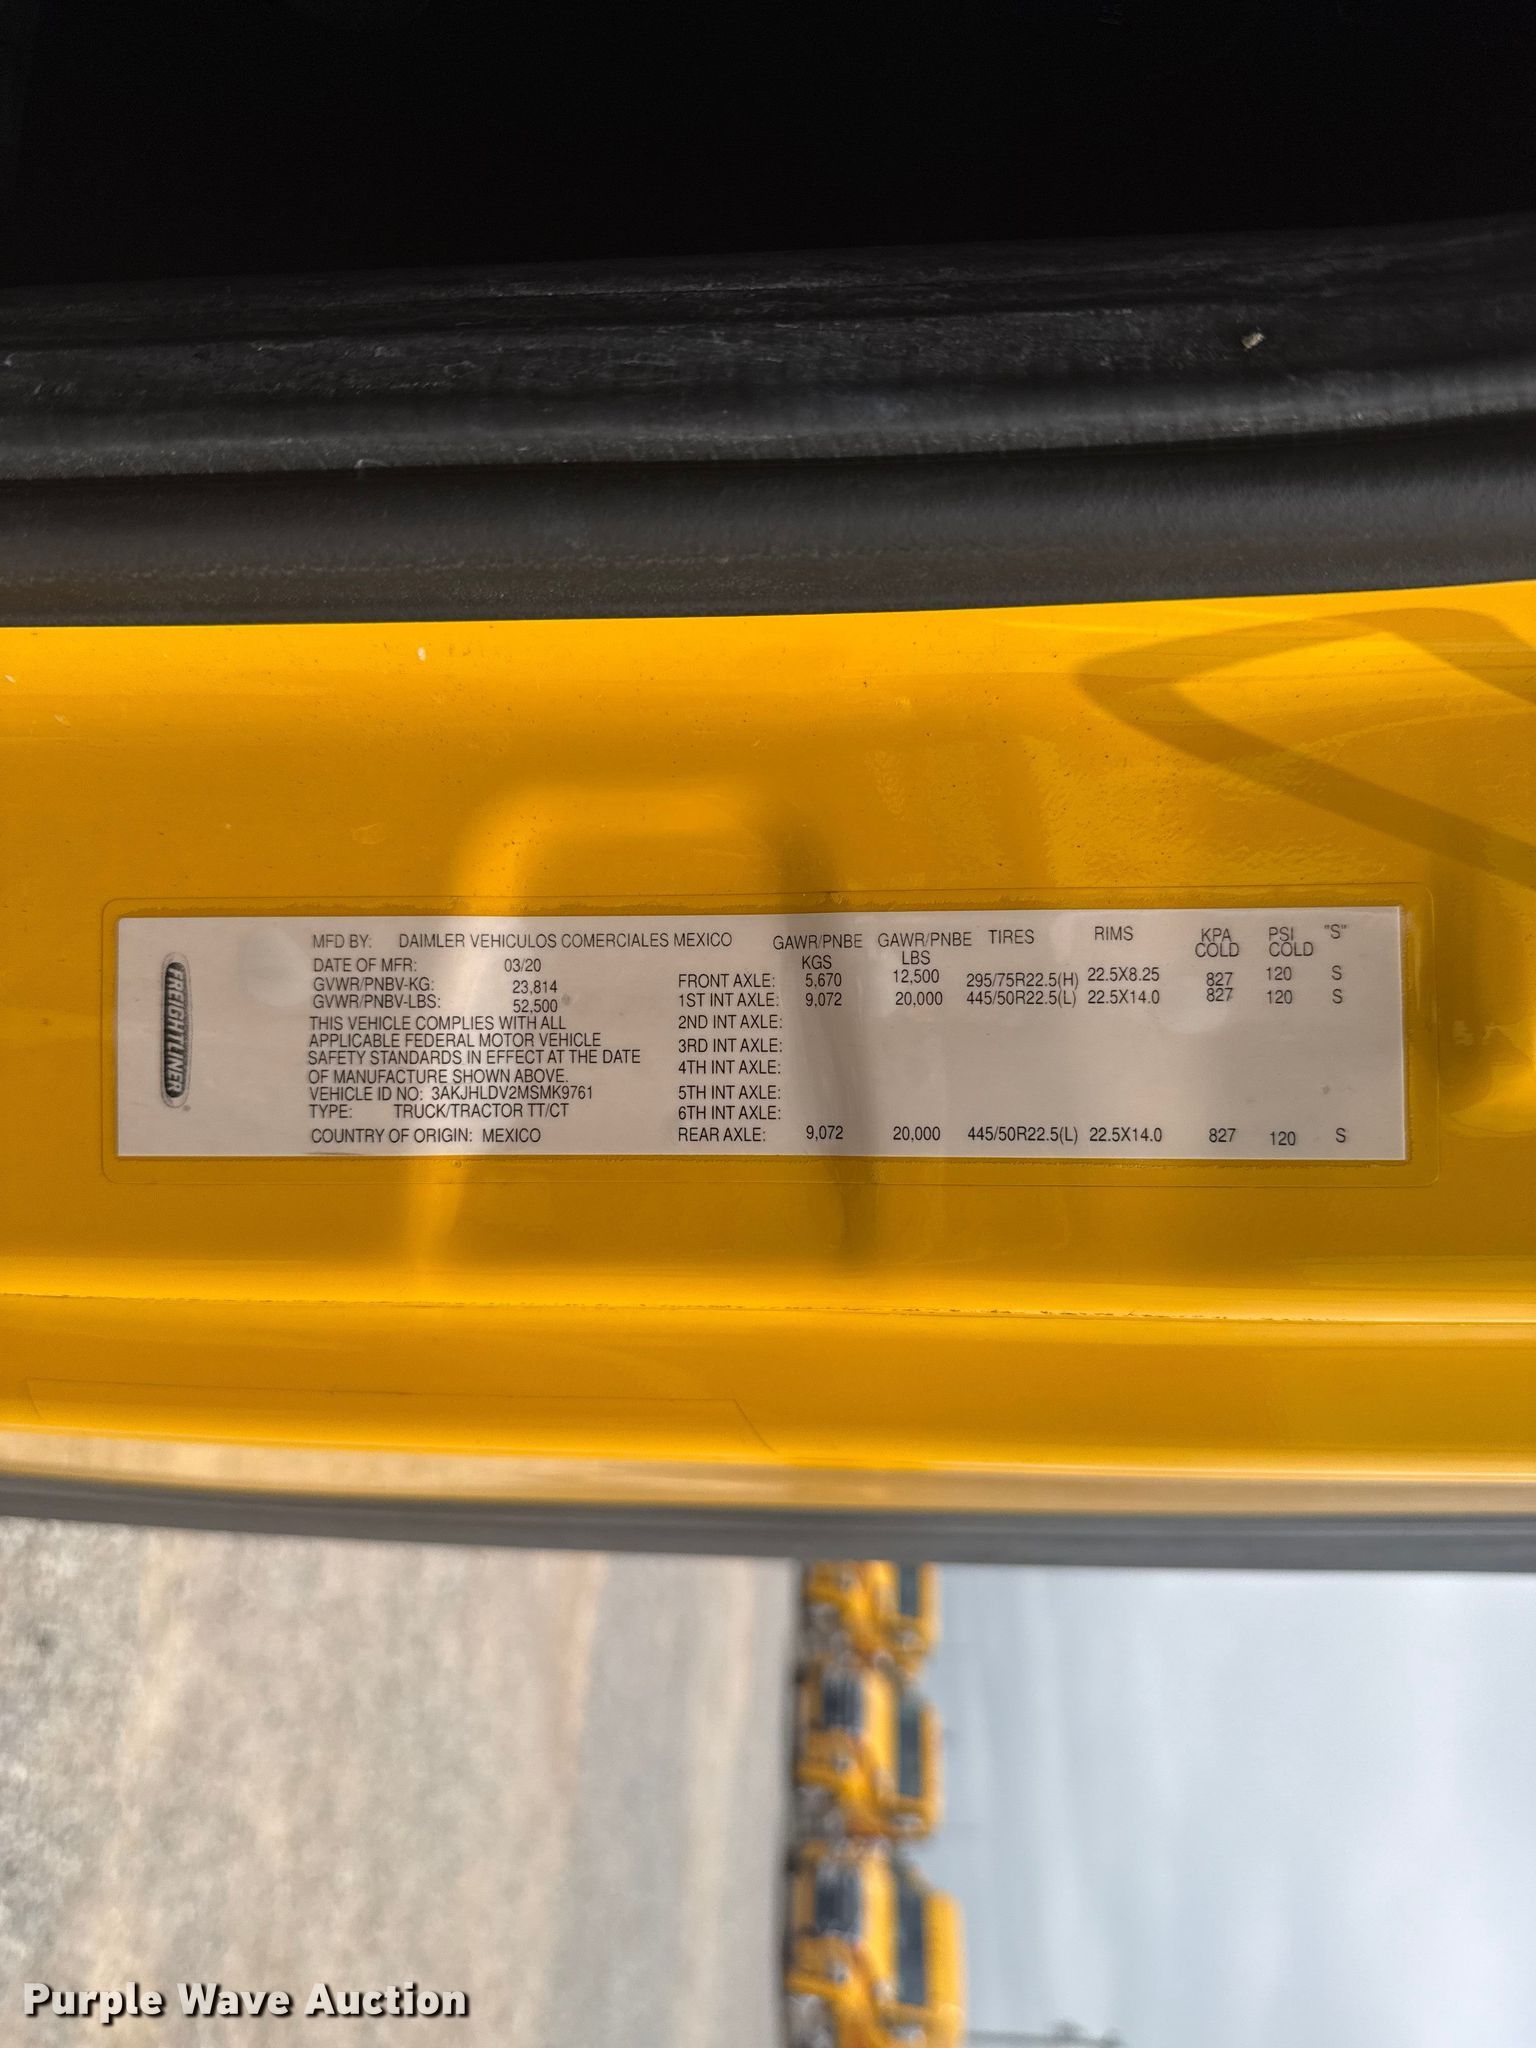 FREIGHTLINER
MFD BY: DAIMLER VEHICULOS COMERCIALES MEXICO
DATE OF MFR: 03/20
GVWR/PNBV-KG: 23,814
GVWR/PNBV-LBS: 52,500
THIS VEHICLE COMPLIES WITH ALL
APPLICABLE FEDERAL MOTOR VEHICLE
SAFETY STANDARDS IN EFFECT AT THE DATE
OF MANUFACTURE SHOWN ABOVE.
VEHICLE ID NO: 3AKJHLDV2MSMK9761
TYPE: TRUCK/TRACTOR TT/CT
COUNTRY OF ORIGIN: MEXICO
GAWR/PNBE KGS GAWR/PNBE LBS TIRES RIMS KPA COLD PSI COLD "S"
FRONT AXLE: 5,670 12,500 295/75R22.5(H) 22.5X8.25 827 120 S
1ST INT AXLE: 9,072 20,000 445/50R22.5(L) 22.5X14.0 827 120 S
2ND INT AXLE:
3RD INT AXLE:
4TH INT AXLE:
5TH INT AXLE:
6TH INT AXLE:
REAR AXLE: 9,072 20,000 445/50R22.5(L) 22.5X14.0 827 120 S
Purple Wave Auction